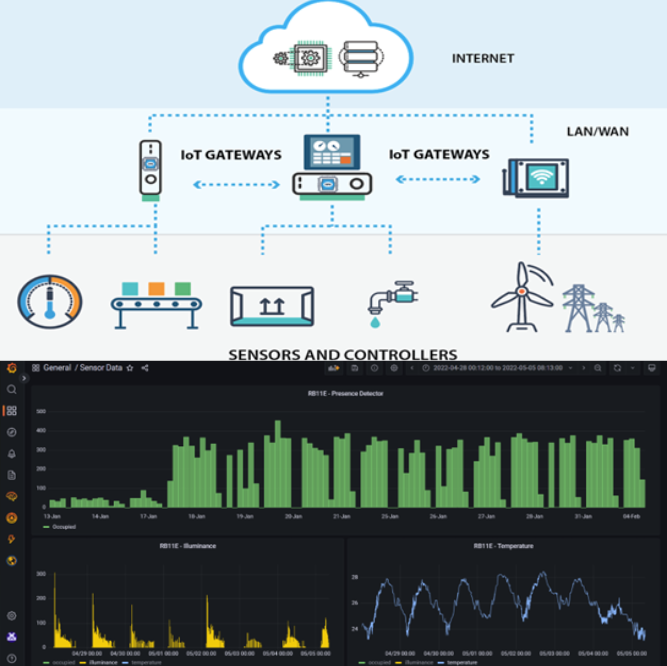 INTERNET
LAN/WAN
IoT GATEWAYS IoT GATEWAYS
SENSORS AND CONTROLLERS
General / Sensor Data
2022-04-28 00:12:00 to 2022-05-05 08:13:00
RB11E - Presence Detector
500
400
300
200
100
0
13-Jan 14-Jan 17-Jan 18-Jan 19-Jan 20-Jan 21-Jan 25-Jan 26-Jan 27-Jan 28-Jan 31-Jan 04-Feb
Occupied
RB11E - Illuminance
300
200
100
0
04/29 00:00 04/30 00:00 05/01 00:00 05/02 00:00 05/03 00:00 05/04 00:00 05/05 00:00
occupied illuminance temperature
RB11E - Temperature
28
26
24
04/29 00:00 04/30 00:00 05/01 00:00 05/02 00:00 05/03 00:00 05/04 00:00 05/05 00:00
occupied illuminance temperature